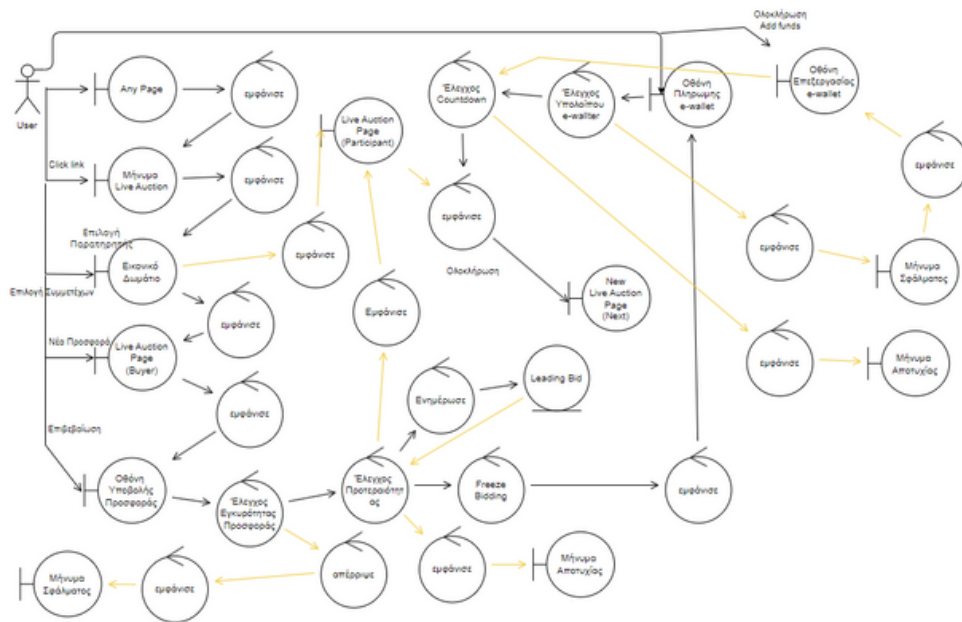 Ολοκλήρωση
Add funds
User
Any Page
εμφάνισε
Έλεγχος
Countdown
Έλεγχος
Υπολοίπου
e-wallter
Οθόνη
Πληρωμης
e-wallet
Οθόνη
Επεξεργασίας
e-wallet
Live Auction
Page
(Participant)
Click link
Μήνυμα
Live Auction
εμφάνισε
εμφάνισε
εμφάνισε
Επιλογή
Παρατηρητής
Εικονικό
Δωμάτιο
εμφάνισε
εμφάνισε
Μήνυμα
Σφάλματος
Ολοκλήρωση
New
Live Auction
Page
(Next)
Επιλογή Συμμετέχων
εμφάνισε
Εμφάνισε
Νέα Προσφορά
Live Auction
Page
(Buyer)
εμφάνισε
Μήνυμα
Αποτυχίας
Ενημέρωσε
Leading Bid
εμφάνισε
Επιβεβαίωση
Οθόνη
Υποβολής
Προσφοράς
Έλεγχος
Εγκυρότητας
Προσφοράς
Έλεγχος
Προτεραιότητ
ας
Freeze
Bidding
εμφάνισε
Μήνυμα
Σφάλματος
εμφάνισε
απέρριψε
εμφάνισε
Μήνυμα
Αποτυχίας